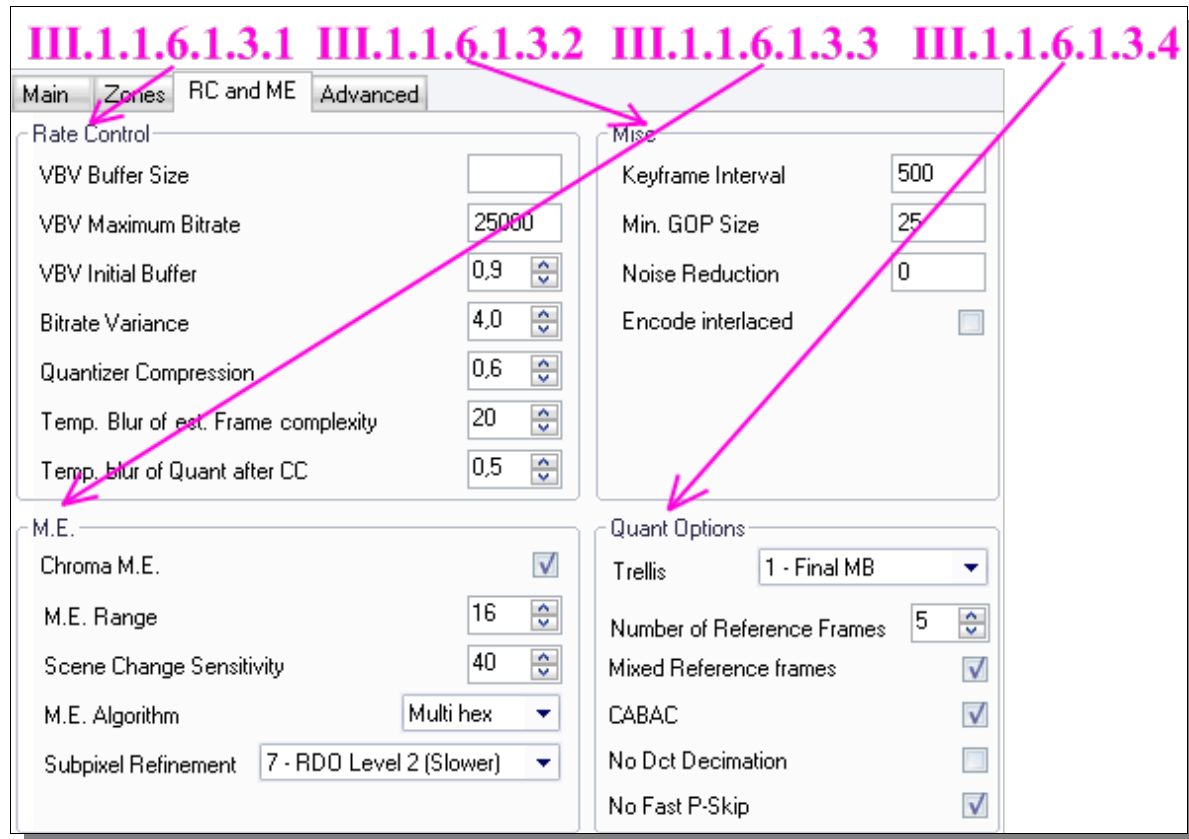 III.1.1.6.1.3.1 III.1.1.6.1.3.2 III.1.1.6.1.3.3 III.1.1.6.1.3.4
Main Zones RC and ME Advanced
Rate Control
VBV Buffer Size
VBV Maximum Bitrate 25000
VBV Initial Buffer 0,9
Bitrate Variance 4,0
Quantizer Compression 0,6
Temp. Blur of est. Frame complexity 20
Temp. blur of Quant after CC 0,5
Misc
Keyframe Interval 500
Min. GOP Size 25
Noise Reduction 0
Encode interlaced
M.E.
Chroma M.E.
M.E. Range 16
Scene Change Sensitivity 40
M.E. Algorithm Multi hex
Subpixel Refinement 7 - RDO Level 2 (Slower)
Quant Options
Trellis 1 - Final MB
Number of Reference Frames 5
Mixed Reference frames
CABAC
No Dct Decimation
No Fast P-Skip